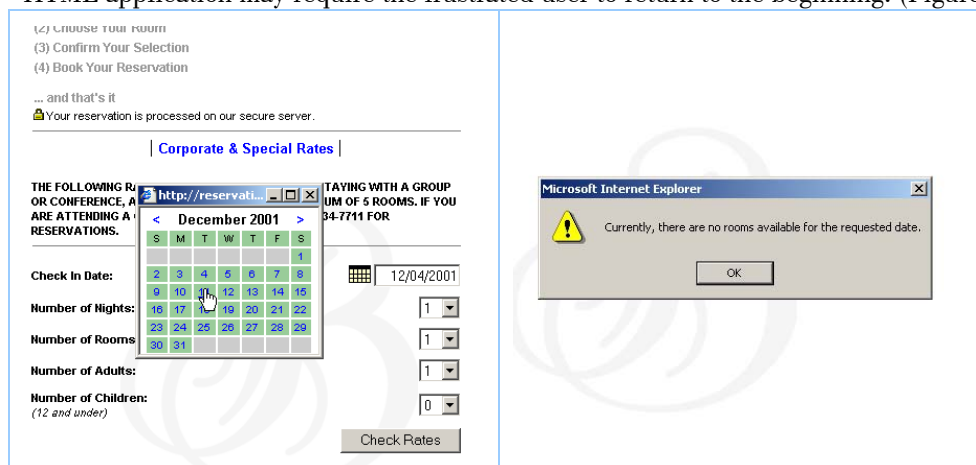 HTML application may require the frustrated user to return to the beginning. (Figure
(2) Choose Your Room
(3) Confirm Your Selection
(4) Book Your Reservation
... and that's it
Your reservation is processed on our secure server.
| Corporate & Special Rates |
THE FOLLOWING TAYING WITH A GROUP
OR CONFERENCE, UM OF 5 ROOMS. IF YOU
ARE ATTENDING A 34-7711 FOR
RESERVATIONS.
http://reservati...
< December 2001 >
S M T W T F S
1
2 3 4 5 6 7 8
9 10 11 12 13 14 15
16 17 18 19 20 21 22
23 24 25 26 27 28 29
30 31
Check In Date: 12/04/2001
Number of Nights: 1
Number of Rooms 1
Number of Adults: 1
Number of Children: 0
(12 and under)
Check Rates
Microsoft Internet Explorer
Currently, there are no rooms available for the requested date.
OK